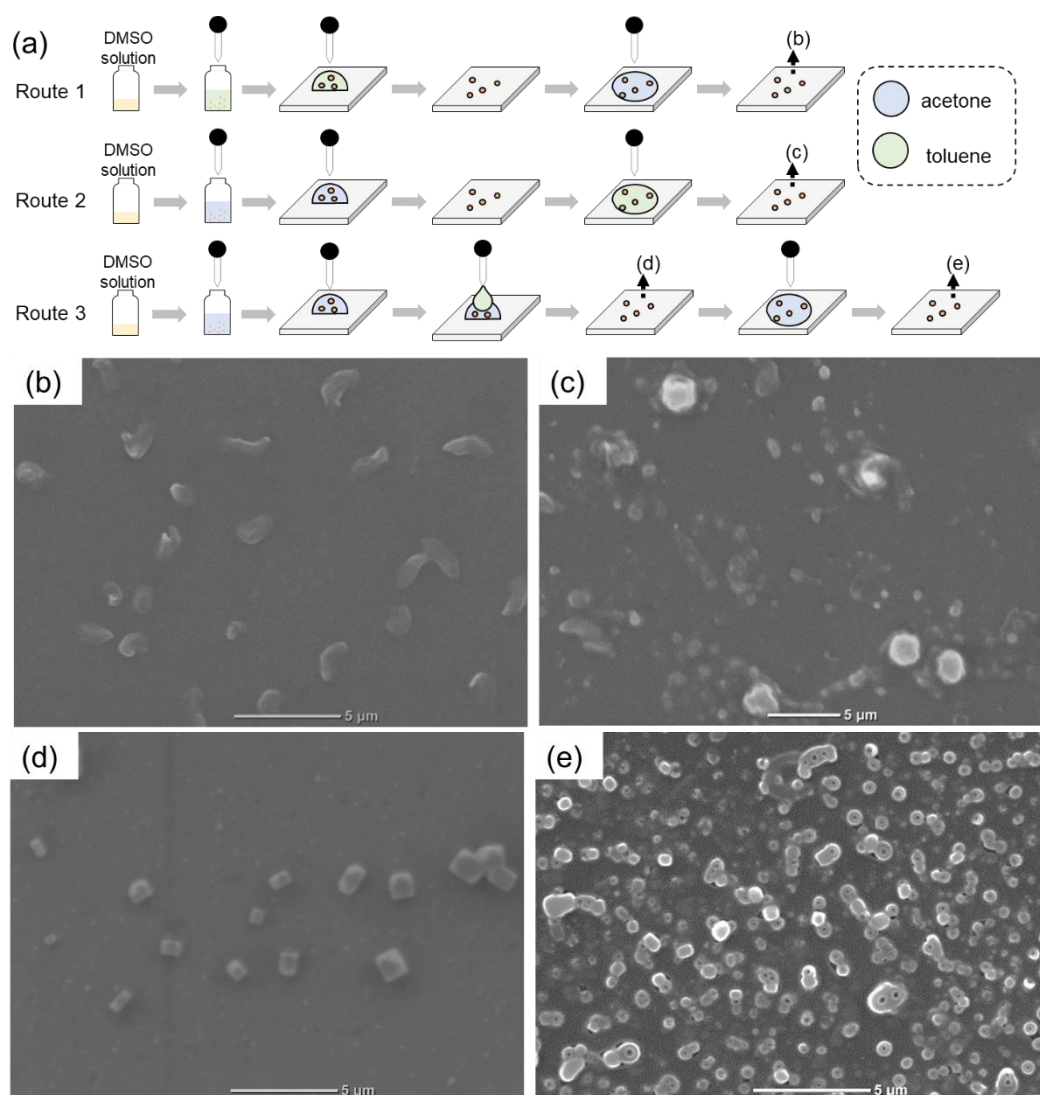 (a)
DMSO
solution
Route 1
(b)
acetone
toluene
DMSO
solution
Route 2
(c)
DMSO
solution
Route 3
(d)
(e)
(b)
5 µm
(c)
5 µm
(d)
5 µm
(e)
5 µm